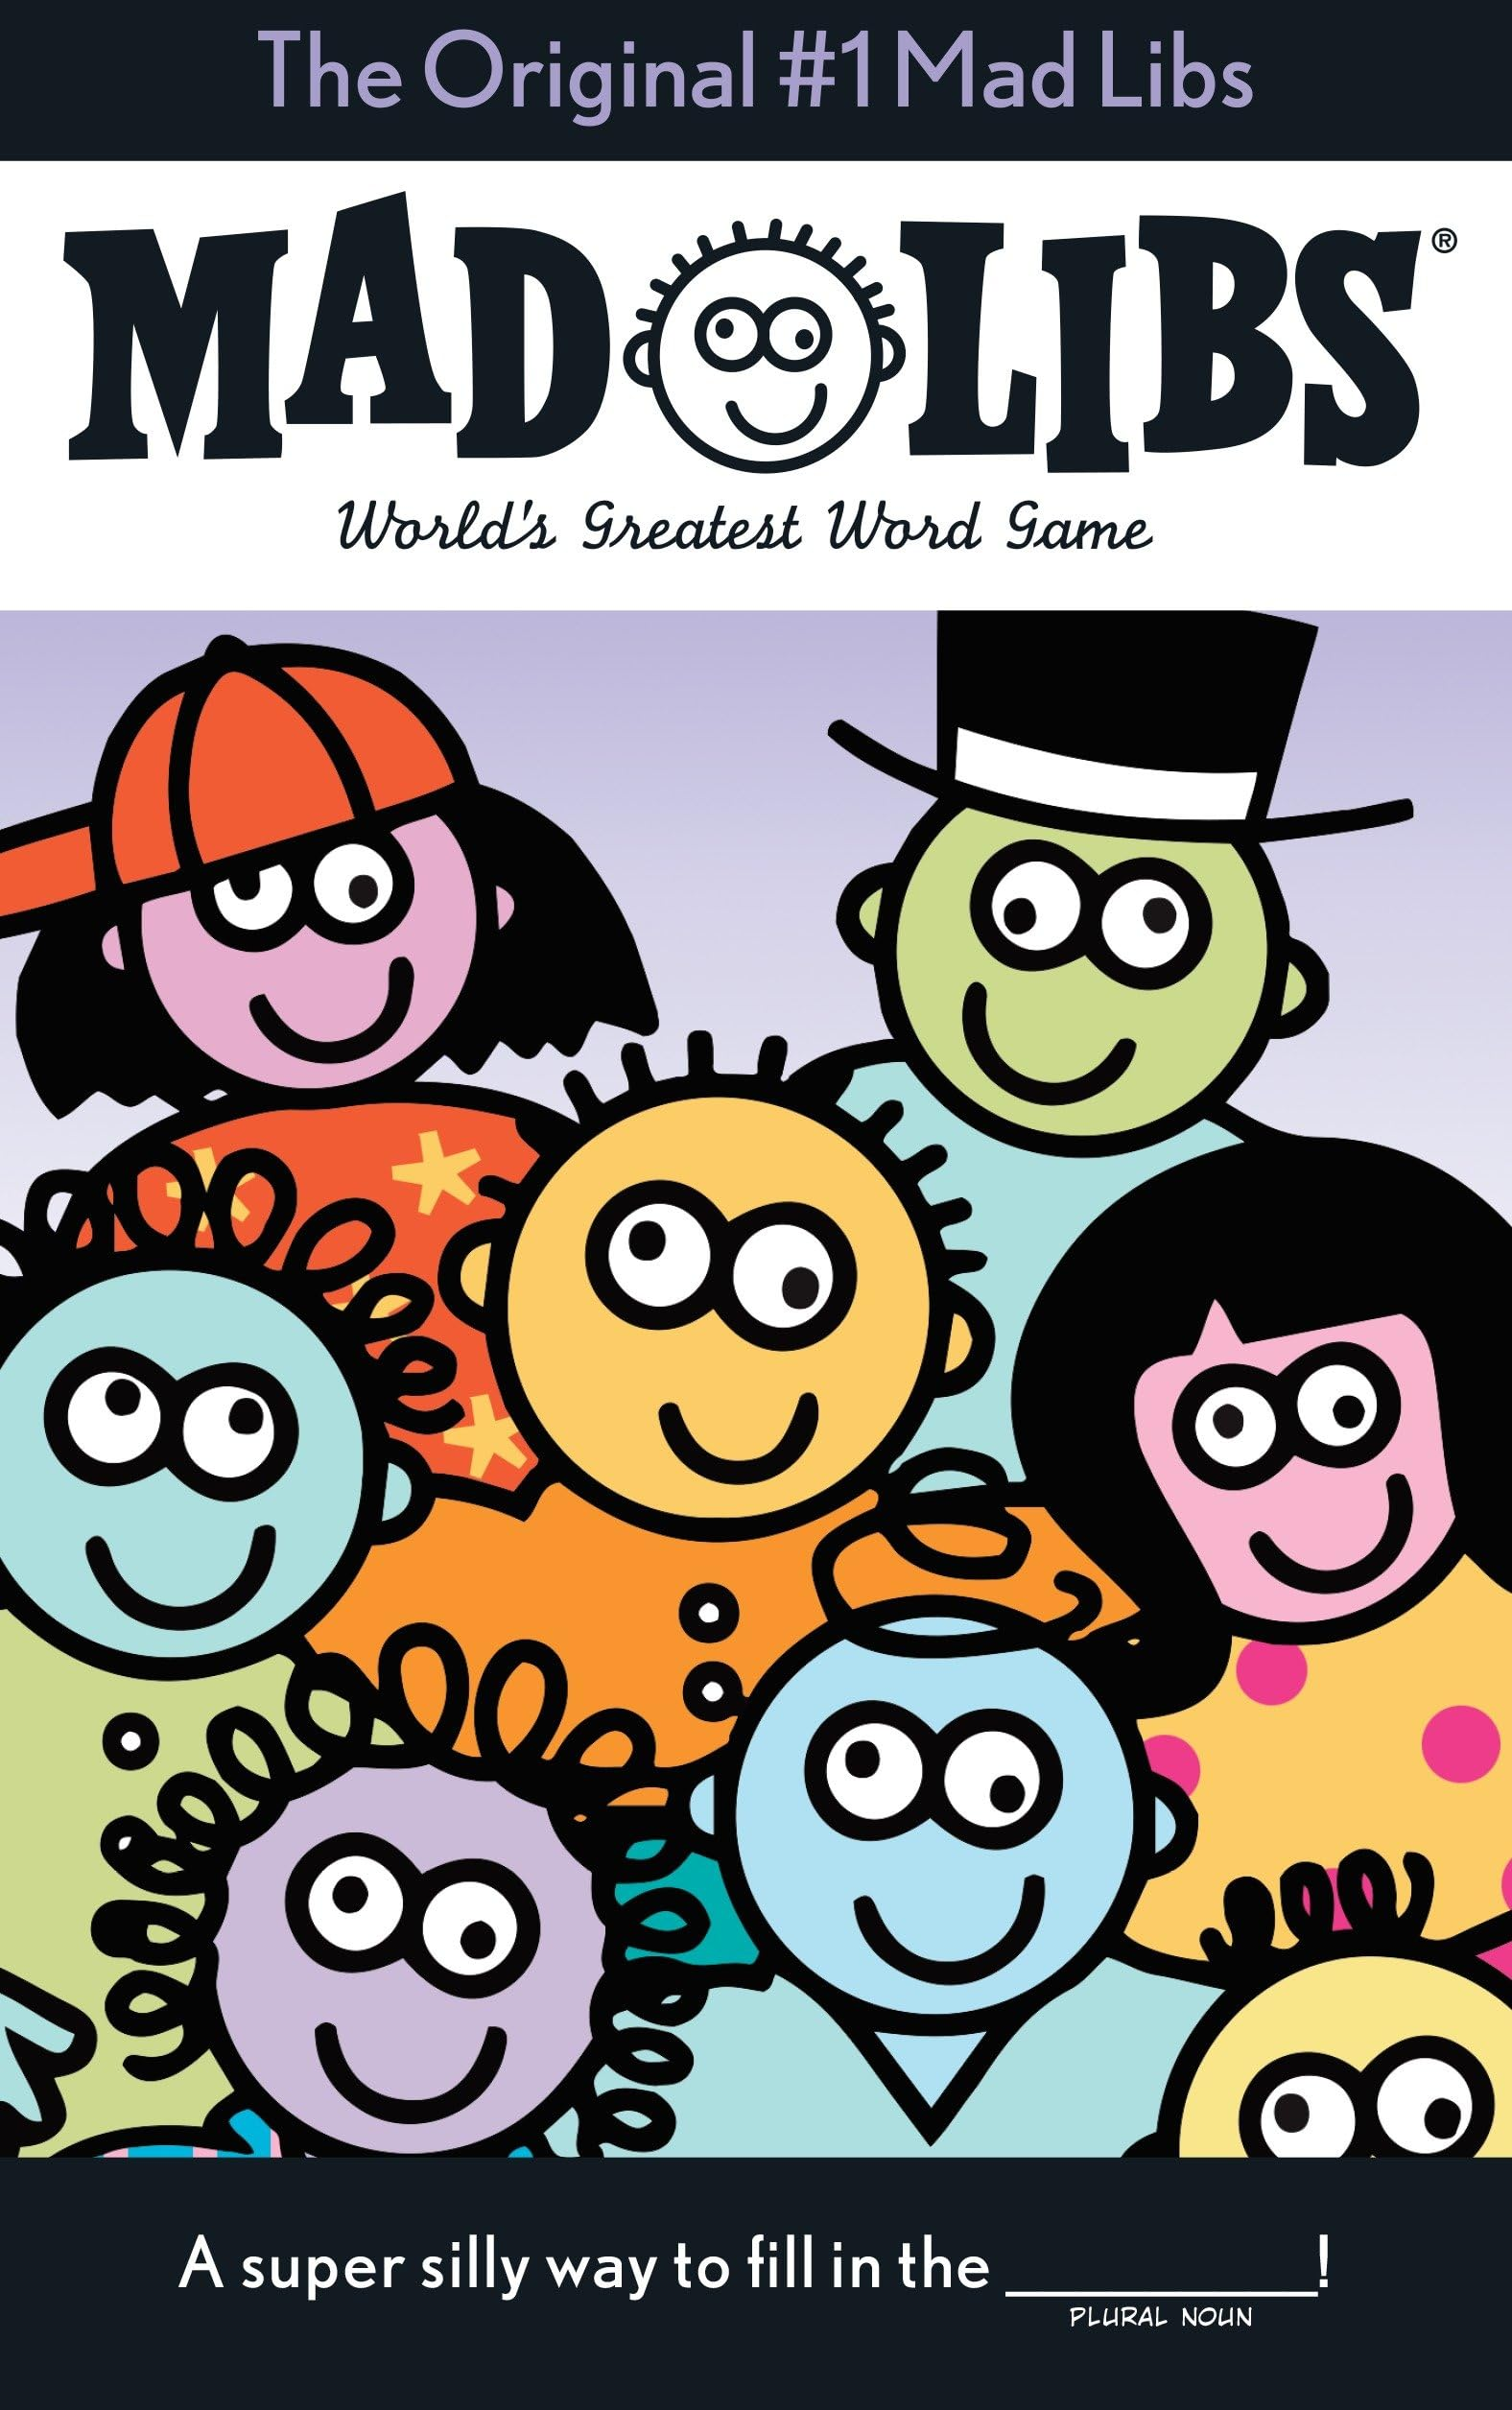 The Original #1 Mad Libs
MAD LIBS®
World's Greatest Word Game
A super silly way to fill in the ____________!
PLURAL NOUN